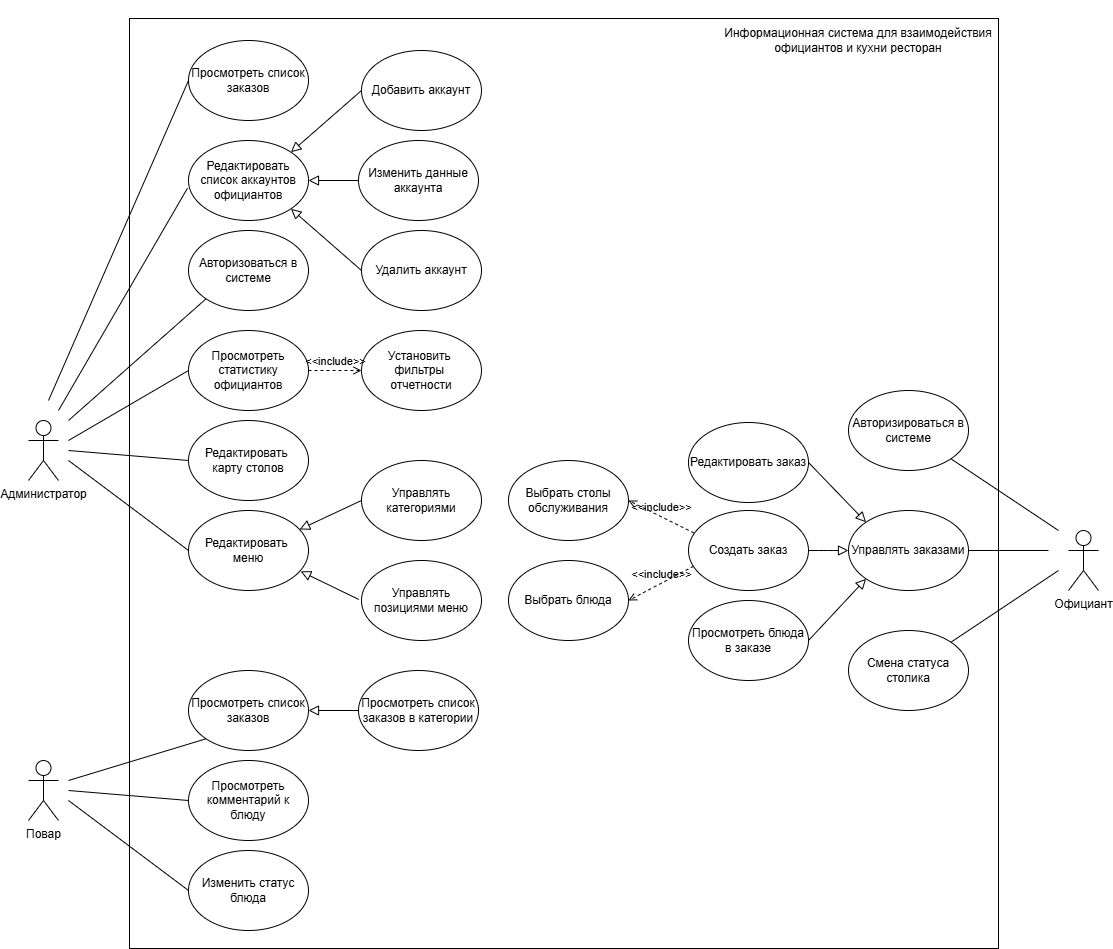 Информационная система для взаимодействия
официантов и кухни ресторан
Просмотреть список
заказов
Добавить аккаунт
Редактировать
список аккаунтов
официантов
Изменить данные
аккаунта
Авторизоваться в
системе
Удалить аккаунт
Просмотреть
статистику
официантов
<<include>>
Установить
фильтры
отчетности
Администратор
Редактировать
карту столов
Управлять
категориями
Редактировать
меню
Управлять
позициями меню
Выбрать столы
обслуживания
<<include>>
Редактировать заказ
Авторизироваться в
системе
Создать заказ
Управлять заказами
Выбрать блюда
<<include>>
Просмотреть блюда
в заказе
Смена статуса
столика
Официант
Просмотреть список
заказов
Просмотреть список
заказов в категории
Повар
Просмотреть
комментарий к
блюду
Изменить статус
блюда